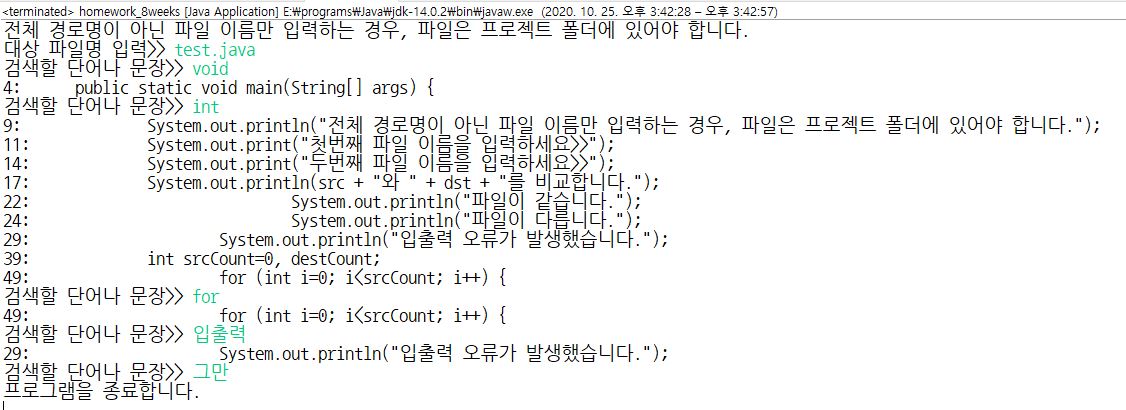 <terminated> homework_8weeks [Java Application] E:₩programs₩Java₩jdk-14.0.2₩bin₩javaw.exe (2020. 10. 25. 오후 3:42:28 – 오후 3:42:57)
전체 경로명이 아닌 파일 이름만 입력하는 경우, 파일은 프로젝트 폴더에 있어야 합니다.
대상 파일명 입력>> test.java
검색할 단어나 문장>> void
4: public static void main(String[] args) {
검색할 단어나 문장>> int
9: System.out.println("전체 경로명이 아닌 파일 이름만 입력하는 경우, 파일은 프로젝트 폴더에 있어야 합니다.");
11: System.out.print("첫번째 파일 이름을 입력하세요>>");
14: System.out.print("두번째 파일 이름을 입력하세요>>");
17: System.out.println(src + "와 " + dst + "를 비교합니다.");
22: System.out.println("파일이 같습니다.");
24: System.out.println("파일이 다릅니다.");
29: System.out.println("입출력 오류가 발생했습니다.");
39: int srcCount=0, destCount;
49: for (int i=0; i<srcCount; i++) {
검색할 단어나 문장>> for
49: for (int i=0; i<srcCount; i++) {
검색할 단어나 문장>> 입출력
29: System.out.println("입출력 오류가 발생했습니다.");
검색할 단어나 문장>> 그만
프로그램을 종료합니다.